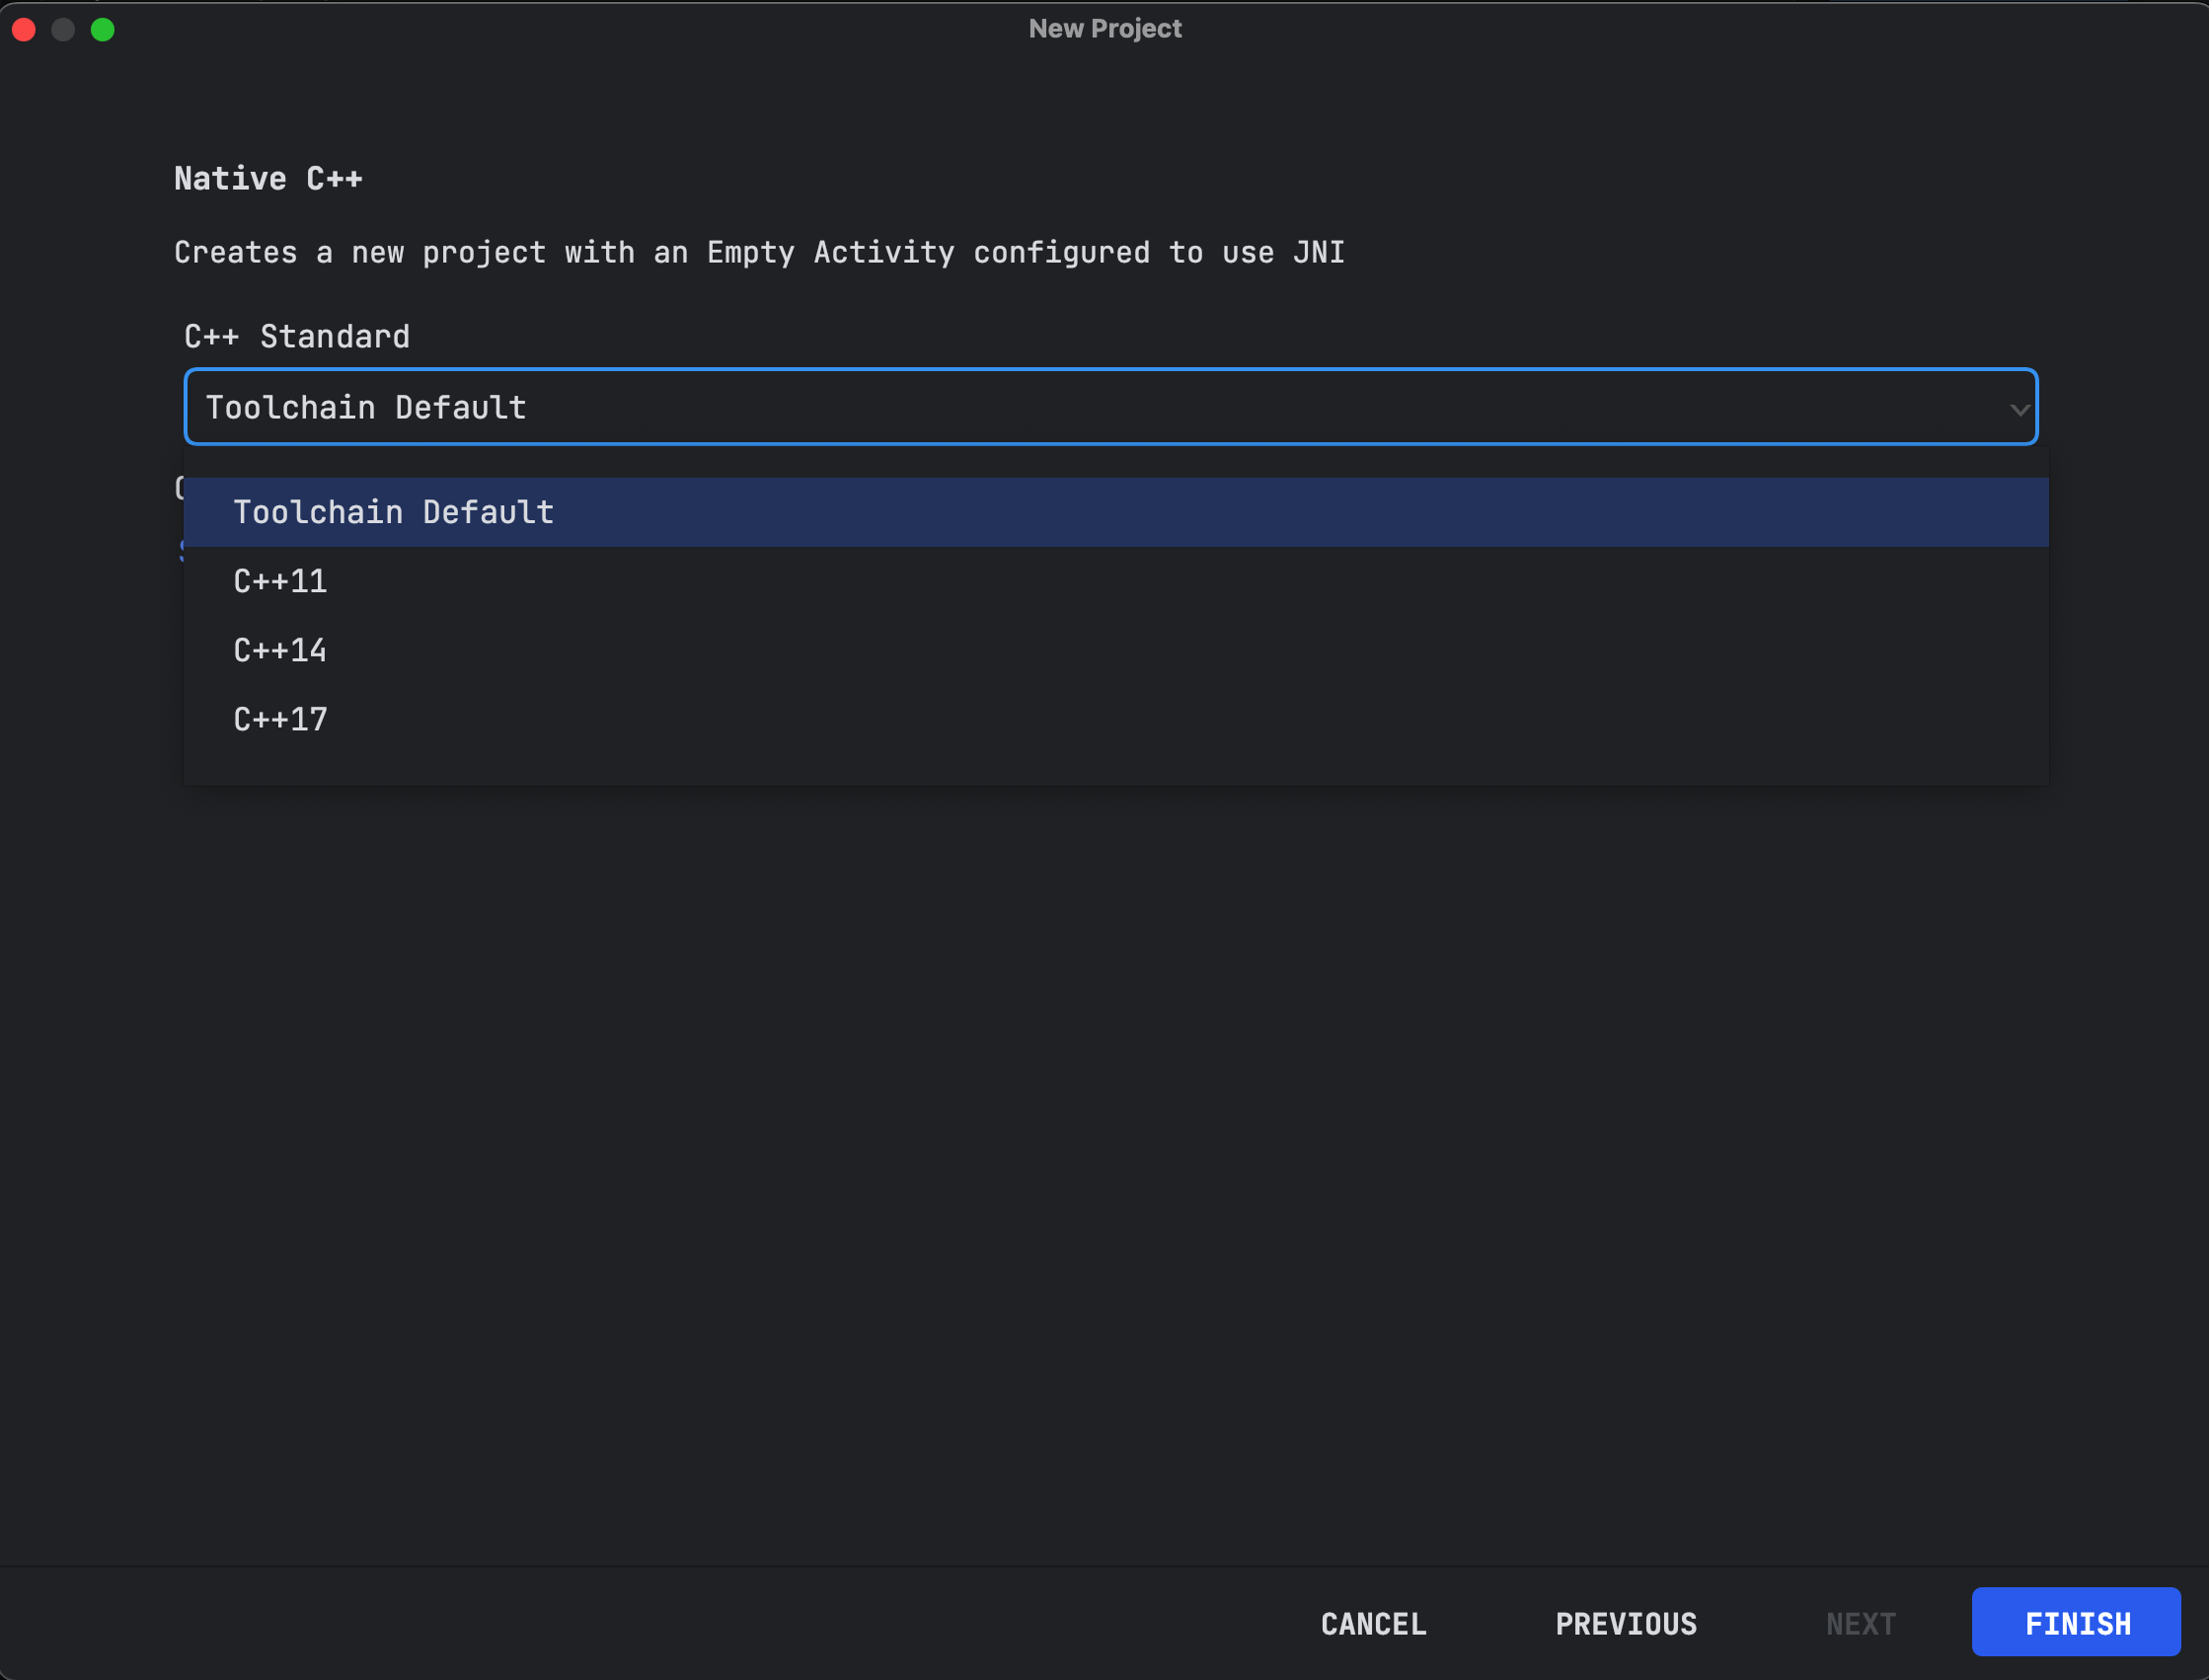 New Project
Native C++
Creates a new project with an Empty Activity configured to use JNI
C++ Standard
Toolchain Default
Toolchain Default
C++11
C++14
C++17
CANCEL
PREVIOUS
NEXT
FINISH